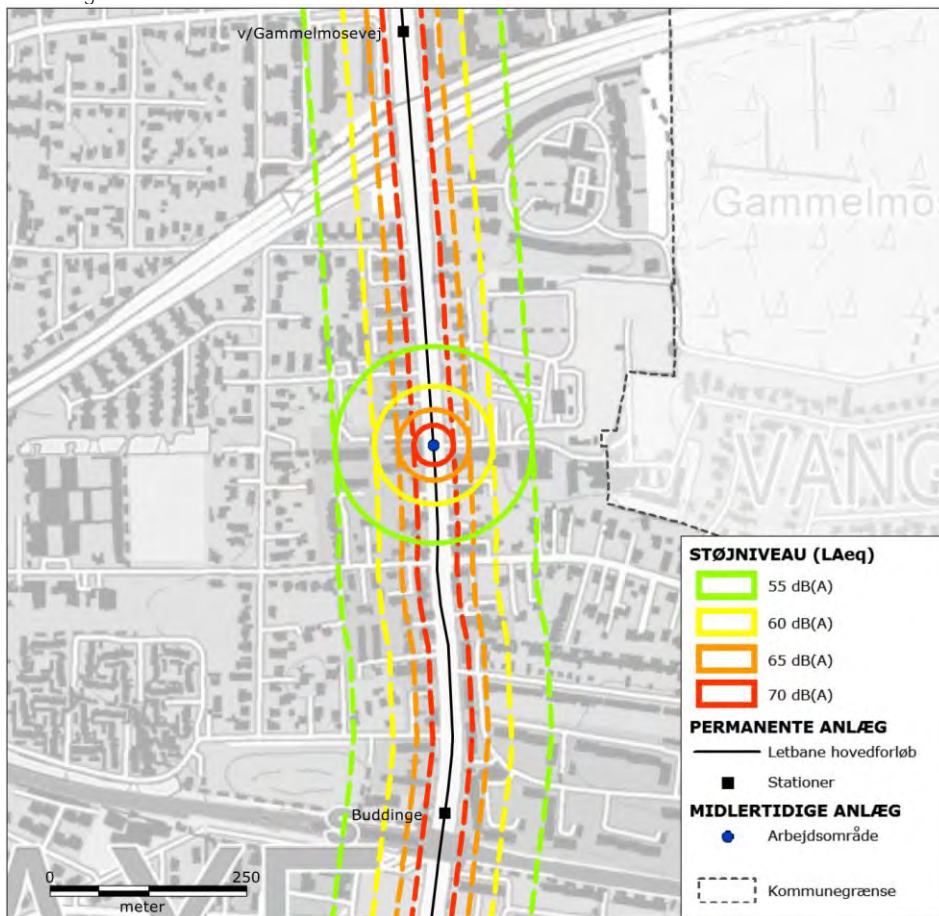 v/Gammelmosevej
Gammelmos
VANG
Buddinge
S
0
250
meter
STØJNIVEAU (LAeq)
55 dB(A)
60 dB(A)
65 dB(A)
70 dB(A)
PERMANENTE ANLÆG
Letbane hovedforløb
Stationer
MIDLERTIDIGE ANLÆG
Arbejdsområde
Kommunegrænse